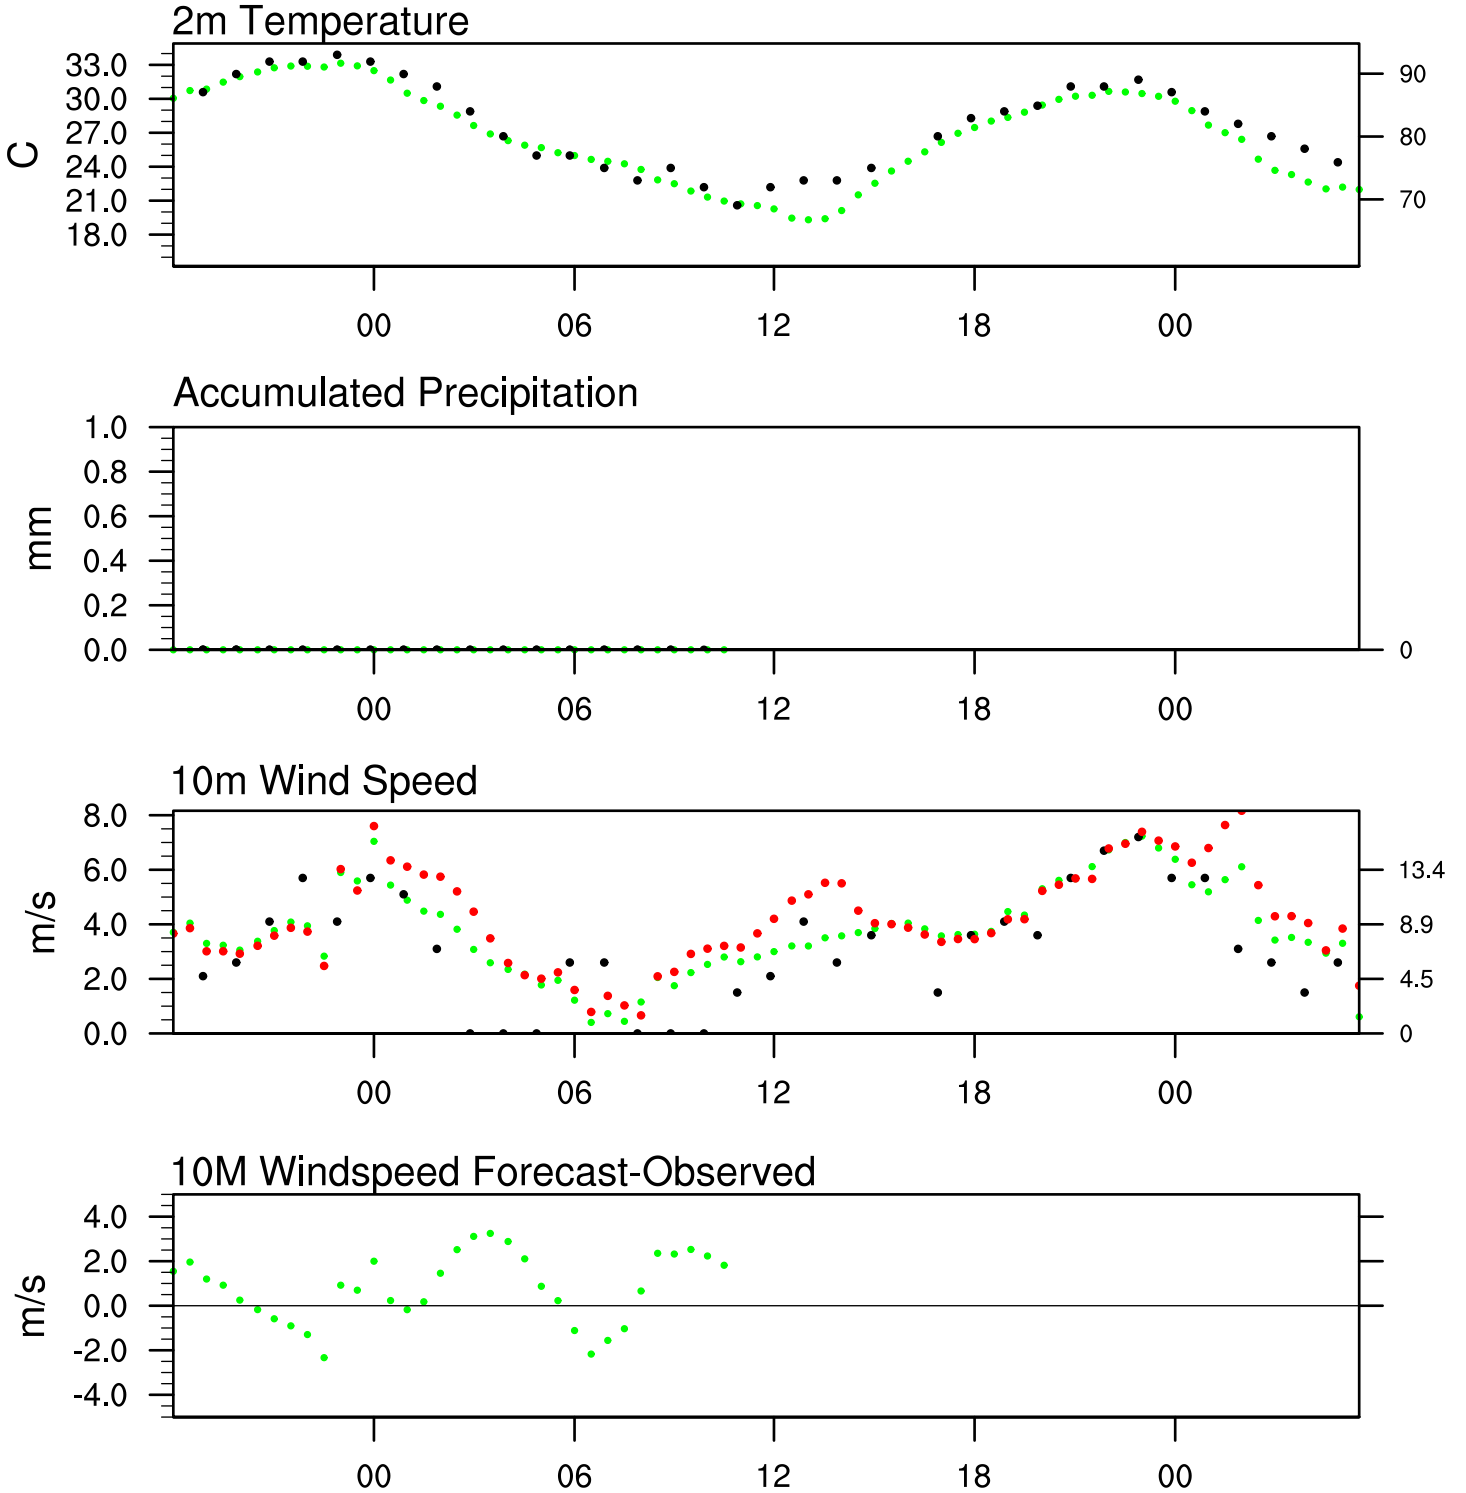 2m Temperature
33.0
30.0
27.0
24.0
21.0
18.0
C
90
80
70
00 06 12 18 00
Accumulated Precipitation
1.0
0.8
0.6
0.4
0.2
0.0
mm
0
00 06 12 18 00
10m Wind Speed
8.0
6.0
4.0
2.0
0.0
m/s
13.4
8.9
4.5
0
00 06 12 18 00
10M Windspeed Forecast-Observed
4.0
2.0
0.0
-2.0
-4.0
m/s
00 06 12 18 00